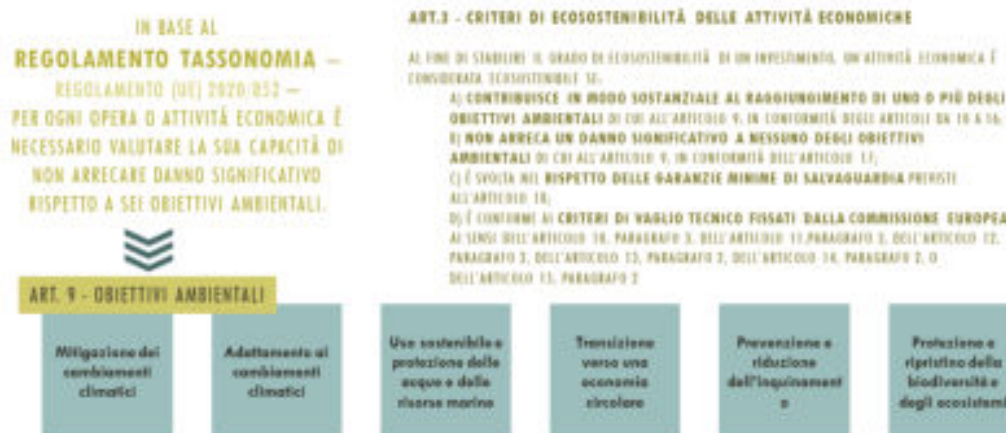 IN BASE AL
REGOLAMENTO TASSONOMIA –
REGOLAMENTO (UE) 2020/852 –
PER OGNI OPERA O ATTIVITÀ ECONOMICA É
NECESSARIO VALUTARE LA SUA CAPACITÀ DI
NON ARRECARE DANNO SIGNIFICATIVO
RISPETTO A SEI OBIETTIVI AMBIENTALI.
ART. 9 - OBIETTIVI AMBIENTALI
ART.3 - CRITERI DI ECOSOSTENIBILITÀ DELLE ATTIVITÀ ECONOMICHE
AL FINE DI STABILIRE IL GRADO DI ECOSOSTENIBILITÀ DI UN INVESTIMENTO, UN'ATTIVITÀ ECONOMICA É
CONSIDERATA ECOSOSTENIBILE SE:
A) CONTRIBUISCE IN MODO SOSTANZIALE AL RAGGIUNGIMENTO DI UNO O PIÙ DEGLI
OBIETTIVI AMBIENTALI DI CUI ALL'ARTICOLO 9, IN CONFORMITÀ DEGLI ARTICOLI DA 10 A 16;
B) NON ARRECA UN DANNO SIGNIFICATIVO A NESSUNO DEGLI OBIETTIVI
AMBIENTALI DI CUI ALL'ARTICOLO 9, IN CONFORMITÀ DELL'ARTICOLO 17;
C) É SVOLTA NEL RISPETTO DELLE GARANZIE MINIME DI SALVAGUARDIA PREVISTE
ALL'ARTICOLO 18;
D) É CONFORME AI CRITERI DI VAGLIO TECNICO FISSATI DALLA COMMISSIONE EUROPEA
AI SENSI DELL'ARTICOLO 10, PARAGRAFO 3, DELL'ARTICOLO 11,PARAGRAFO 3, DELL'ARTICOLO 12,
PARAGRAFO 2, DELL'ARTICOLO 13, PARAGRAFO 2, DELL'ARTICOLO 14, PARAGRAFO 2, O
DELL'ARTICOLO 15, PARAGRAFO 2
Mitigazione dei
cambiamenti
climatici
Adattamento ai
cambiamenti
climatici
Uso sostenibile e
protezione delle
acque e delle
risorse marine
Transizione
verso una
economia
circolare
Prevenzione e
riduzione
dell'inquinament
o
Protezione e
ripristino della
biodiversità e
degli ecosistemi